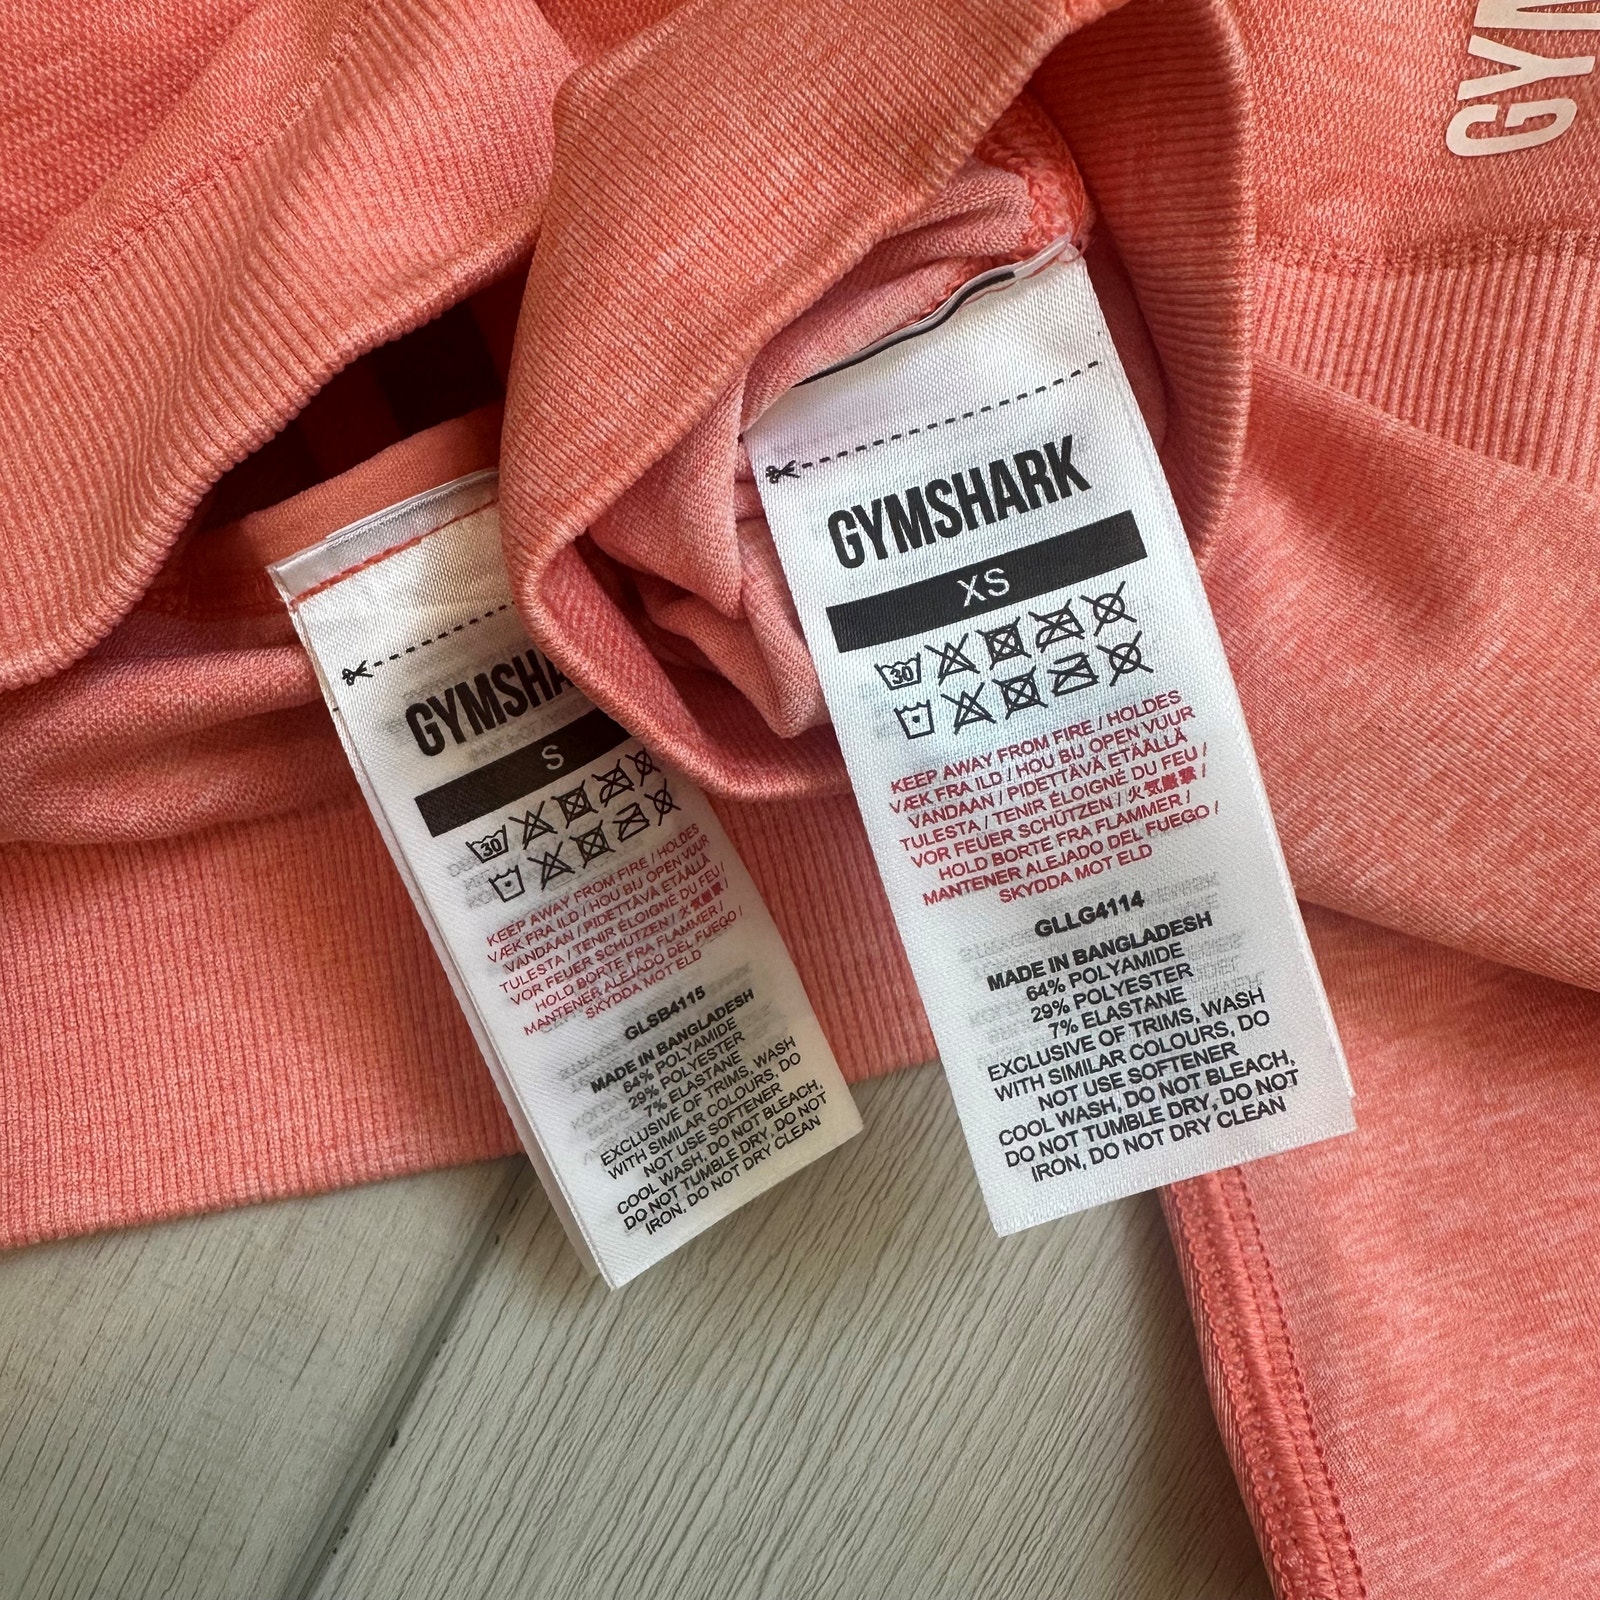 GYM
GYMSHARK
XS
30
KEEP AWAY FROM FIRE / HOLDES
VÆK FRA ILD / HOU BIJ OPEN VUUR
VANDAAN / PIDETTÄVÄ ETÄÄLLÄ
TULESTA / TENIR ÉLOIGNÉ DU FEU /
VOR FEUER SCHÜTZEN / 火気厳禁 /
HOLD BORTE FRA FLAMMER /
MANTENER ALEJADO DEL FUEGO /
SKYDDA MOT ELD
GLLG4114
MADE IN BANGLADESH
64% POLYAMIDE
29% POLYESTER
7% ELASTANE
EXCLUSIVE OF TRIMS, WASH
WITH SIMILAR COLOURS, DO
NOT USE SOFTENER
COOL WASH, DO NOT BLEACH,
DO NOT TUMBLE DRY, DO NOT
IRON, DO NOT DRY CLEAN
GYMSHA
S
30
KEEP AWAY FROM FIRE / HOLDES
VÆK FRA ILD / HOU BIJ OPEN VUUR
VANDAAN / PIDETTÄVÄ ETÄÄLLÄ
TULESTA / TENIR ÉLOIGNÉ DU FEU /
VOR FEUER SCHÜTZEN / 火気厳禁 /
HOLD BORTE FRA FLAMMER /
MANTENER ALEJADO DEL FUEGO /
SKYDDA MOT ELD
GLSB4115
MADE IN BANGLADESH
64% POLYAMIDE
29% POLYESTER
7% ELASTANE
EXCLUSIVE OF TRIMS, WASH
WITH SIMILAR COLOURS, DO
NOT USE SOFTENER
COOL WASH, DO NOT BLEACH,
DO NOT TUMBLE DRY, DO NOT
IRON, DO NOT DRY CLEAN